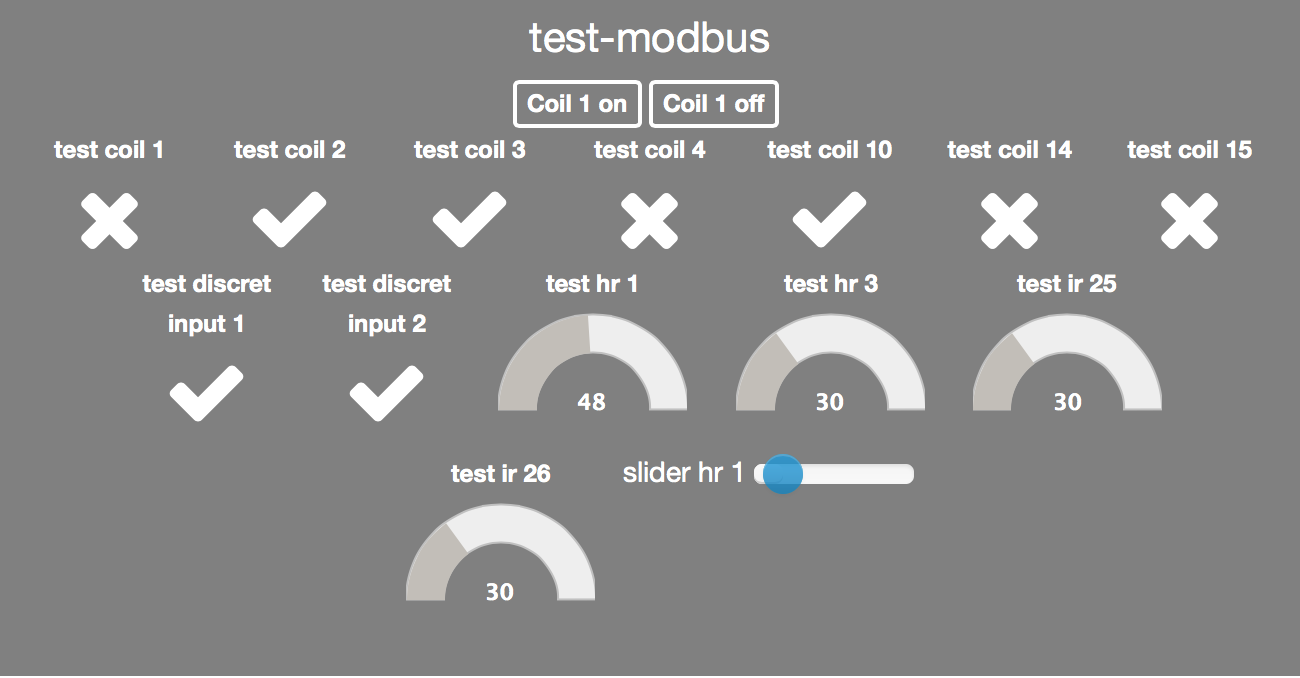 test-modbus
Coil 1 on
Coil 1 off
test coil 1
test coil 2
test coil 3
test coil 4
test coil 10
test coil 14
test coil 15
test discret
input 1
test discret
input 2
test hr 1
48
test hr 3
30
test ir 25
30
test ir 26
30
slider hr 1